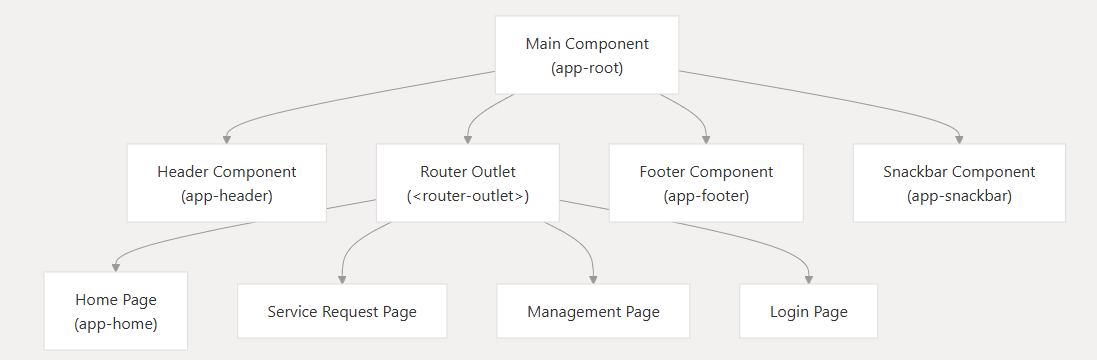 Main Component
(app-root)
Header Component
(app-header)
Router Outlet
(<router-outlet>)
Footer Component
(app-footer)
Snackbar Component
(app-snackbar)
Home Page
(app-home)
Service Request Page
Management Page
Login Page